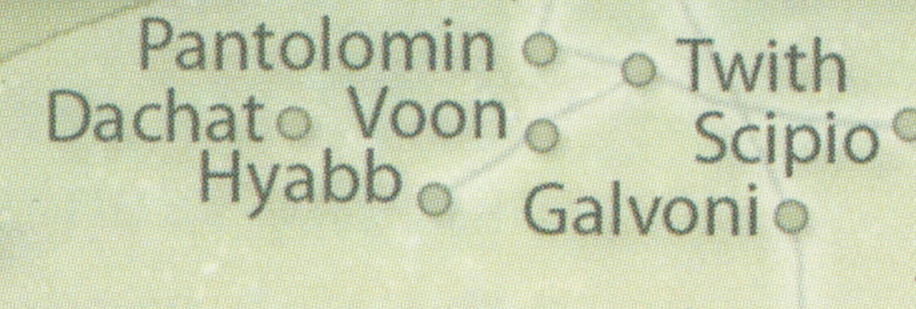 Pantolomin
Twith
Dachat
Voon
Scipio
Hyabb
Galvoni